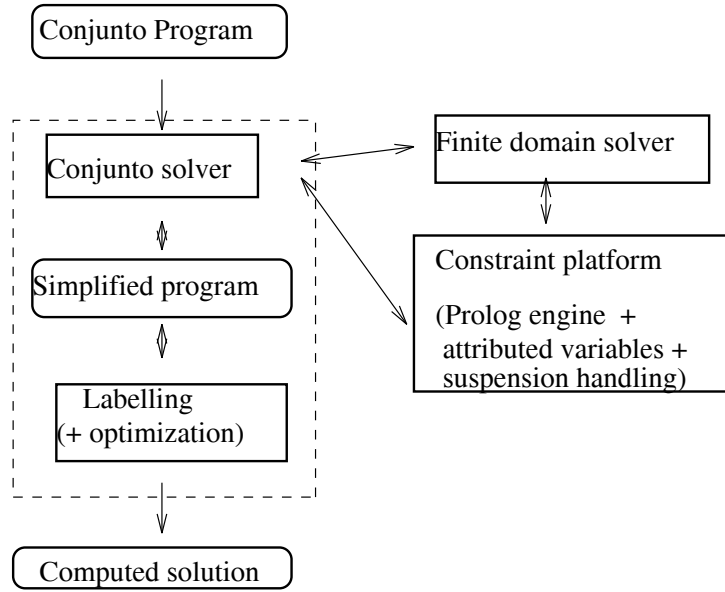 Conjunto Program
Conjunto solver
Simplified program
Labelling
(+ optimization)
Computed solution
Finite domain solver
Constraint platform
(Prolog engine +
attributed variables +
suspension handling)